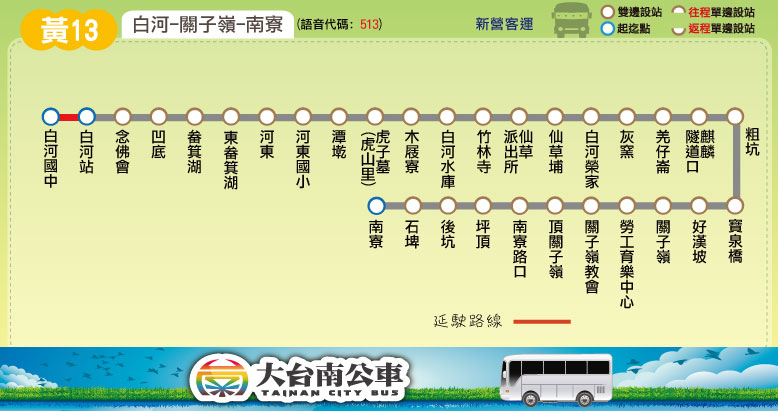 黃13
白河-關子嶺-南寮
(語音代碼: 513)
新營客運
雙邊設站
往程單邊設站
起迄點
返程單邊設站
白河國中
白河站
念佛會
凹底
畚箕湖
東畚箕湖
河東
河東國小
潭墘
虎子墓
(虎山里)
木屐寮
白河水庫
竹林寺
仙草
派出所
仙草埔
白河榮家
灰窯
羌仔崙
麒麟
隧道口
粗坑
寶泉橋
好漢坡
關子嶺
勞工育樂中心
關子嶺教會
頂關子嶺
南寮路口
坪頂
後坑
石埤
南寮
延駛路線
大台南公車
TAINAN CITY BUS